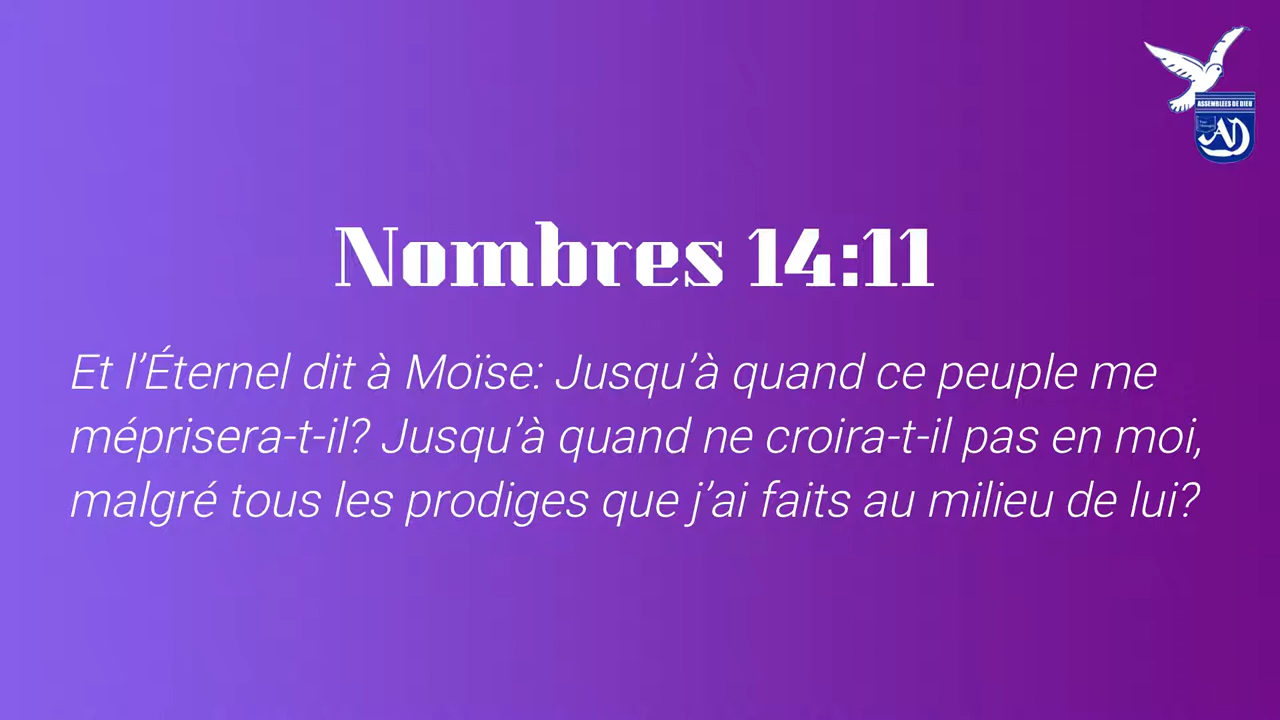 ASSEMBLEES DE DIEU
AD
Nombres 14:11
Et l’Éternel dit à Moïse: Jusqu’à quand ce peuple me
méprisera-t-il? Jusqu’à quand ne croira-t-il pas en moi,
malgré tous les prodiges que j’ai faits au milieu de lui?